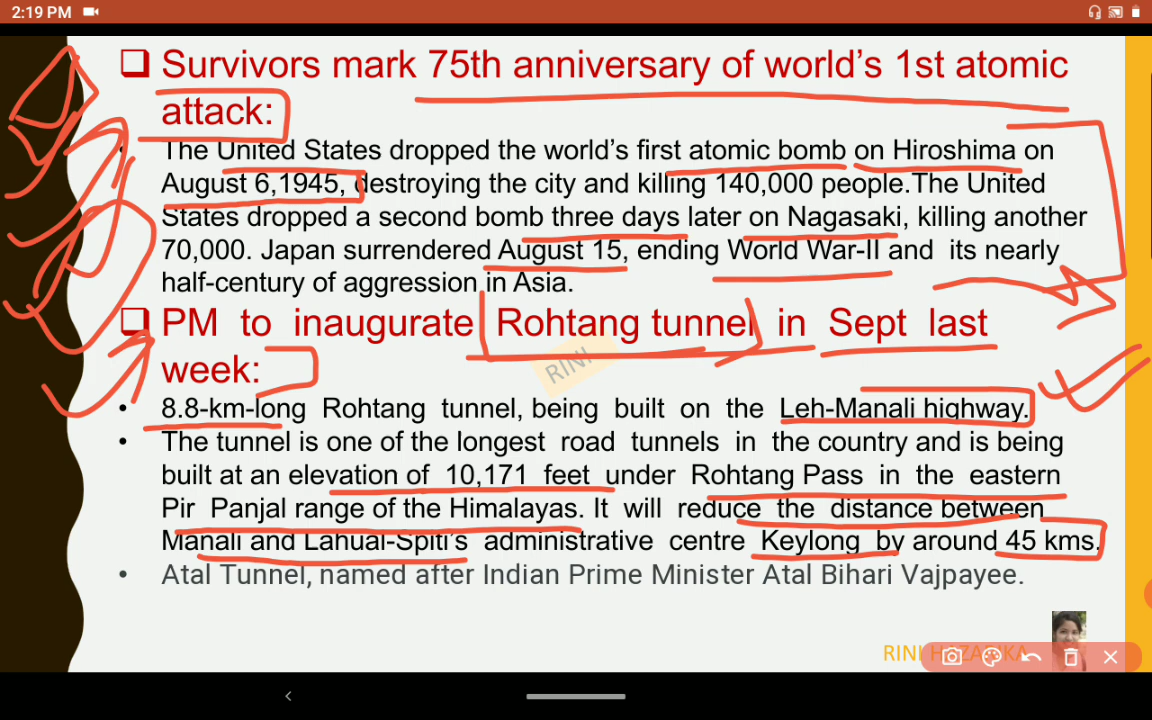 2:19 PM
Survivors mark 75th anniversary of world's 1st atomic
attack:
The United States dropped the world's first atomic bomb on Hiroshima on
August 6,1945, destroying the city and killing 140,000 people.The United
States dropped a second bomb three days later on Nagasaki, killing another
70,000. Japan surrendered August 15, ending World War-II and its nearly
half-century of aggression in Asia.
PM to inaugurate Rohtang tunnel in Sept last
week:
RINI
• 8.8-km-long Rohtang tunnel, being built on the Leh-Manali highway.
• The tunnel is one of the longest road tunnels in the country and is being
built at an elevation of 10,171 feet under Rohtang Pass in the eastern
Pir Panjal range of the Himalayas. It will reduce the distance between
Manali and Lahual-Spiti's administrative centre Keylong by around 45 kms.
• Atal Tunnel, named after Indian Prime Minister Atal Bihari Vajpayee.
RINI